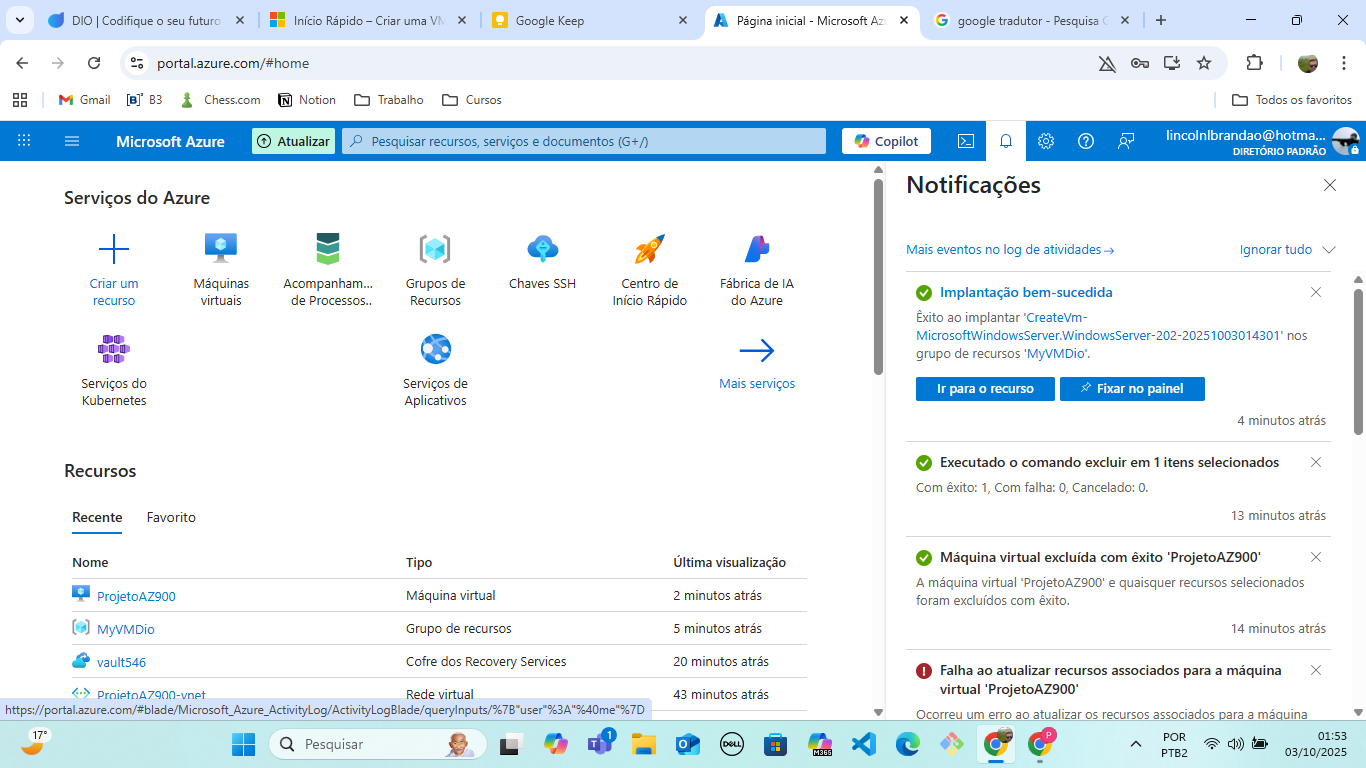 DIO | Codifique o seu futuro
Início Rápido – Criar uma VM
Google Keep
Página inicial - Microsoft Az
google tradutor - Pesquisa G
portal.azure.com/#home
Gmail
B3
Chess.com
Notion
Trabalho
Cursos
Todos os favoritos
Microsoft Azure
Atualizar
Pesquisar recursos, serviços e documentos (G+/)
Copilot
lincolnlbrandao@hotma...
DIRETÓRIO PADRÃO
Serviços do Azure
Criar um
recurso
Máquinas
virtuais
Acompanham...
de Processos..
Grupos de
Recursos
Chaves SSH
Centro de
Início Rápido
Fábrica de IA
do Azure
Serviços do
Kubernetes
Serviços de
Aplicativos
Mais serviços
Recursos
Recente
Favorito
Nome
Tipo
Última visualização
ProjetoAZ900
Máquina virtual
2 minutos atrás
MyVMDio
Grupo de recursos
5 minutos atrás
vault546
Cofre dos Recovery Services
20 minutos atrás
ProjetoAZ900-vnet
Rede virtual
43 minutos atrás
https://portal.azure.com/#blade/Microsoft_Azure_ActivityLog/ActivityLogBlade/queryInputs/%7B"user"%3A"%40me"%7D
Notificações
Mais eventos no log de atividades→
Ignorar tudo
Implantação bem-sucedida
Êxito ao implantar 'CreateVm-
MicrosoftWindowsServer.WindowsServer-202-20251003014301' nos
grupo de recursos 'MyVMDio'.
Ir para o recurso
Fixar no painel
4 minutos atrás
Executado o comando excluir em 1 itens selecionados
Com êxito: 1, Com falha: 0, Cancelado: 0.
13 minutos atrás
Máquina virtual excluída com êxito 'ProjetoAZ900'
A máquina virtual 'ProjetoAZ900' e quaisquer recursos selecionados
foram excluídos com êxito.
14 minutos atrás
Falha ao atualizar recursos associados para a máquina
virtual 'ProjetoAZ900'
Ocorreu um erro ao atualizar os recursos associados para a máquina
17°
Pesquisar
1
DELL
M365
P
POR
PTB2
01:53
03/10/2025